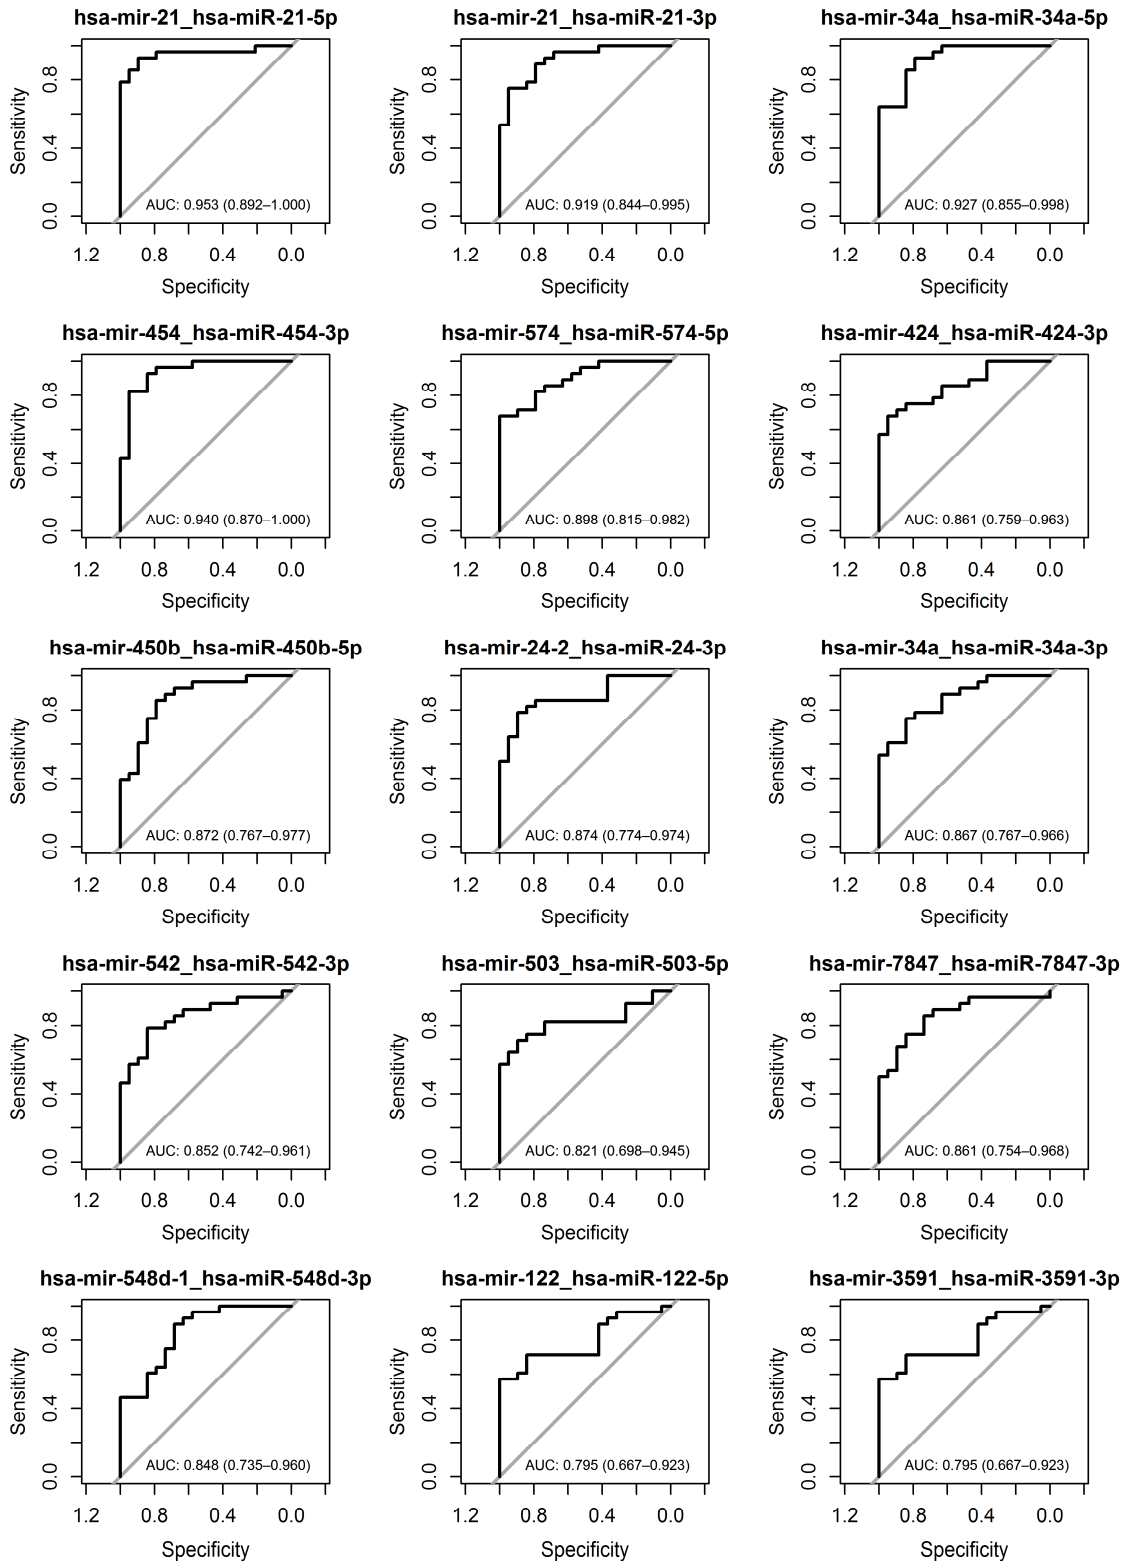 hsa-mir-21_hsa-miR-21-5p
Sensitivity
0.0 0.4 0.8
AUC: 0.953 (0.892–1.000)
1.2 0.8 0.4 0.0
Specificity
hsa-mir-21_hsa-miR-21-3p
Sensitivity
0.0 0.4 0.8
AUC: 0.919 (0.844–0.995)
1.2 0.8 0.4 0.0
Specificity
hsa-mir-34a_hsa-miR-34a-5p
Sensitivity
0.0 0.4 0.8
AUC: 0.927 (0.855–0.998)
1.2 0.8 0.4 0.0
Specificity
hsa-mir-454_hsa-miR-454-3p
Sensitivity
0.0 0.4 0.8
AUC: 0.940 (0.870–1.000)
1.2 0.8 0.4 0.0
Specificity
hsa-mir-574_hsa-miR-574-5p
Sensitivity
0.0 0.4 0.8
AUC: 0.898 (0.815–0.982)
1.2 0.8 0.4 0.0
Specificity
hsa-mir-424_hsa-miR-424-3p
Sensitivity
0.0 0.4 0.8
AUC: 0.861 (0.759–0.963)
1.2 0.8 0.4 0.0
Specificity
hsa-mir-450b_hsa-miR-450b-5p
Sensitivity
0.0 0.4 0.8
AUC: 0.872 (0.767–0.977)
1.2 0.8 0.4 0.0
Specificity
hsa-mir-24-2_hsa-miR-24-3p
Sensitivity
0.0 0.4 0.8
AUC: 0.874 (0.774–0.974)
1.2 0.8 0.4 0.0
Specificity
hsa-mir-34a_hsa-miR-34a-3p
Sensitivity
0.0 0.4 0.8
AUC: 0.867 (0.767–0.966)
1.2 0.8 0.4 0.0
Specificity
hsa-mir-542_hsa-miR-542-3p
Sensitivity
0.0 0.4 0.8
AUC: 0.852 (0.742–0.961)
1.2 0.8 0.4 0.0
Specificity
hsa-mir-503_hsa-miR-503-5p
Sensitivity
0.0 0.4 0.8
AUC: 0.821 (0.698–0.945)
1.2 0.8 0.4 0.0
Specificity
hsa-mir-7847_hsa-miR-7847-3p
Sensitivity
0.0 0.4 0.8
AUC: 0.861 (0.754–0.968)
1.2 0.8 0.4 0.0
Specificity
hsa-mir-548d-1_hsa-miR-548d-3p
Sensitivity
0.0 0.4 0.8
AUC: 0.848 (0.735–0.960)
1.2 0.8 0.4 0.0
Specificity
hsa-mir-122_hsa-miR-122-5p
Sensitivity
0.0 0.4 0.8
AUC: 0.795 (0.667–0.923)
1.2 0.8 0.4 0.0
Specificity
hsa-mir-3591_hsa-miR-3591-3p
Sensitivity
0.0 0.4 0.8
AUC: 0.795 (0.667–0.923)
1.2 0.8 0.4 0.0
Specificity